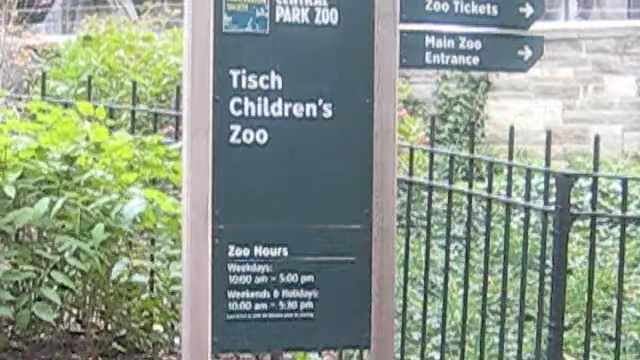 CENTRAL
PARK ZOO
Zoo Tickets
Main Zoo
Entrance
Tisch
Children's
Zoo
Zoo Hours
Weekdays:
10:00 am - 5:00 pm
Weekends & Holidays:
10:00 am - 5:30 pm